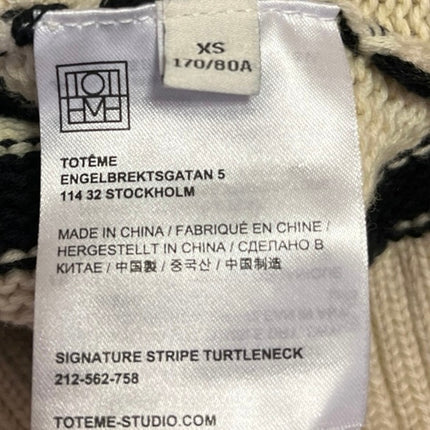 XS
170/80A
TOT
EME
TOTÊME
ENGELBREKTSGATAN 5
114 32 STOCKHOLM
MADE IN CHINA / FABRIQUÉ EN CHINE /
HERGESTELLT IN CHINA / СДЕЛАНО В
КИТАЕ / 中国製 / 중국산 / 中国制造
SIGNATURE STRIPE TURTLENECK
212-562-758
TOTEME-STUDIO.COM